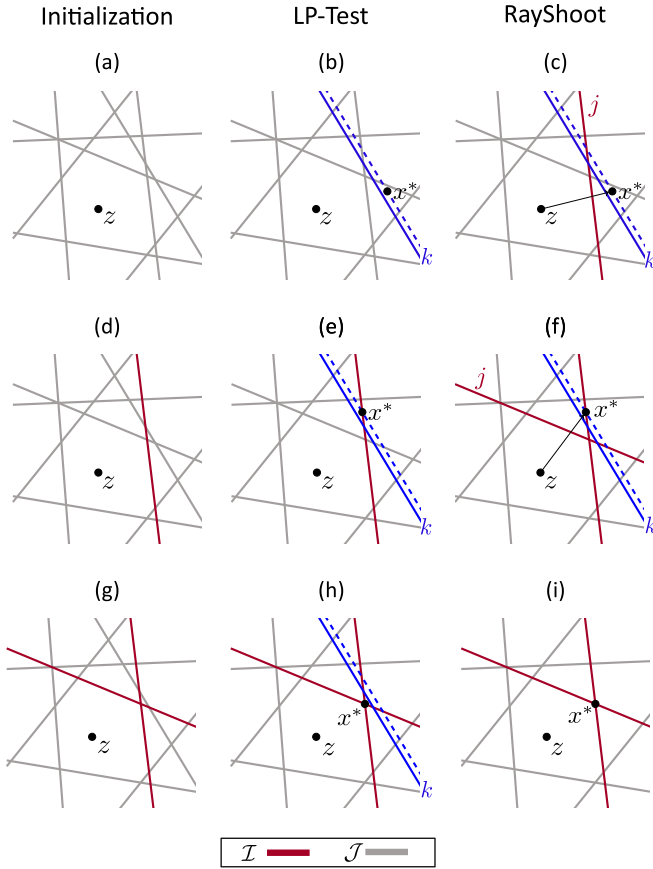 Initialization LP-Test RayShoot
(a) (b) (c)
j
x* x*
z z z
k k
(d) (e) (f)
j
x* x*
z z z
k k
(g) (h) (i)
x* x*
z z z
k
I J